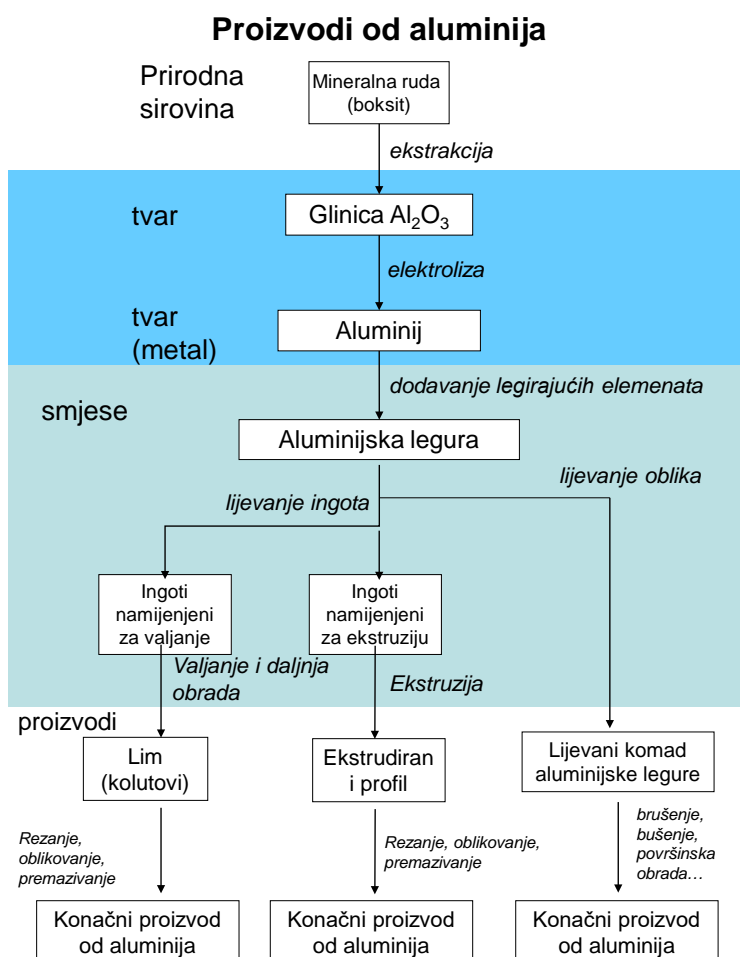 Proizvodi od aluminija
Prirodna
sirovina
Mineralna ruda
(boksit)
ekstrakcija
tvar
Glinica Al₂O₃
elektroliza
tvar
(metal)
Aluminij
dodavanje legirajućih elemenata
smjese
Aluminijska legura
lijevanje oblika
lijevanje ingota
Ingoti
namijenjeni
za valjanje
Ingoti
namijenjeni
za ekstruziju
Valjanje i daljnja
obrada
Ekstruzija
proizvodi
Lim
(kolutovi)
Ekstrudiran
i profil
Lijevani komad
aluminijske legure
Rezanje,
oblikovanje,
premazivanje
Rezanje, oblikovanje,
premazivanje
brušenje,
bušenje,
površinska
obrada…
Konačni proizvod
od aluminija
Konačni proizvod
od aluminija
Konačni proizvod
od aluminija